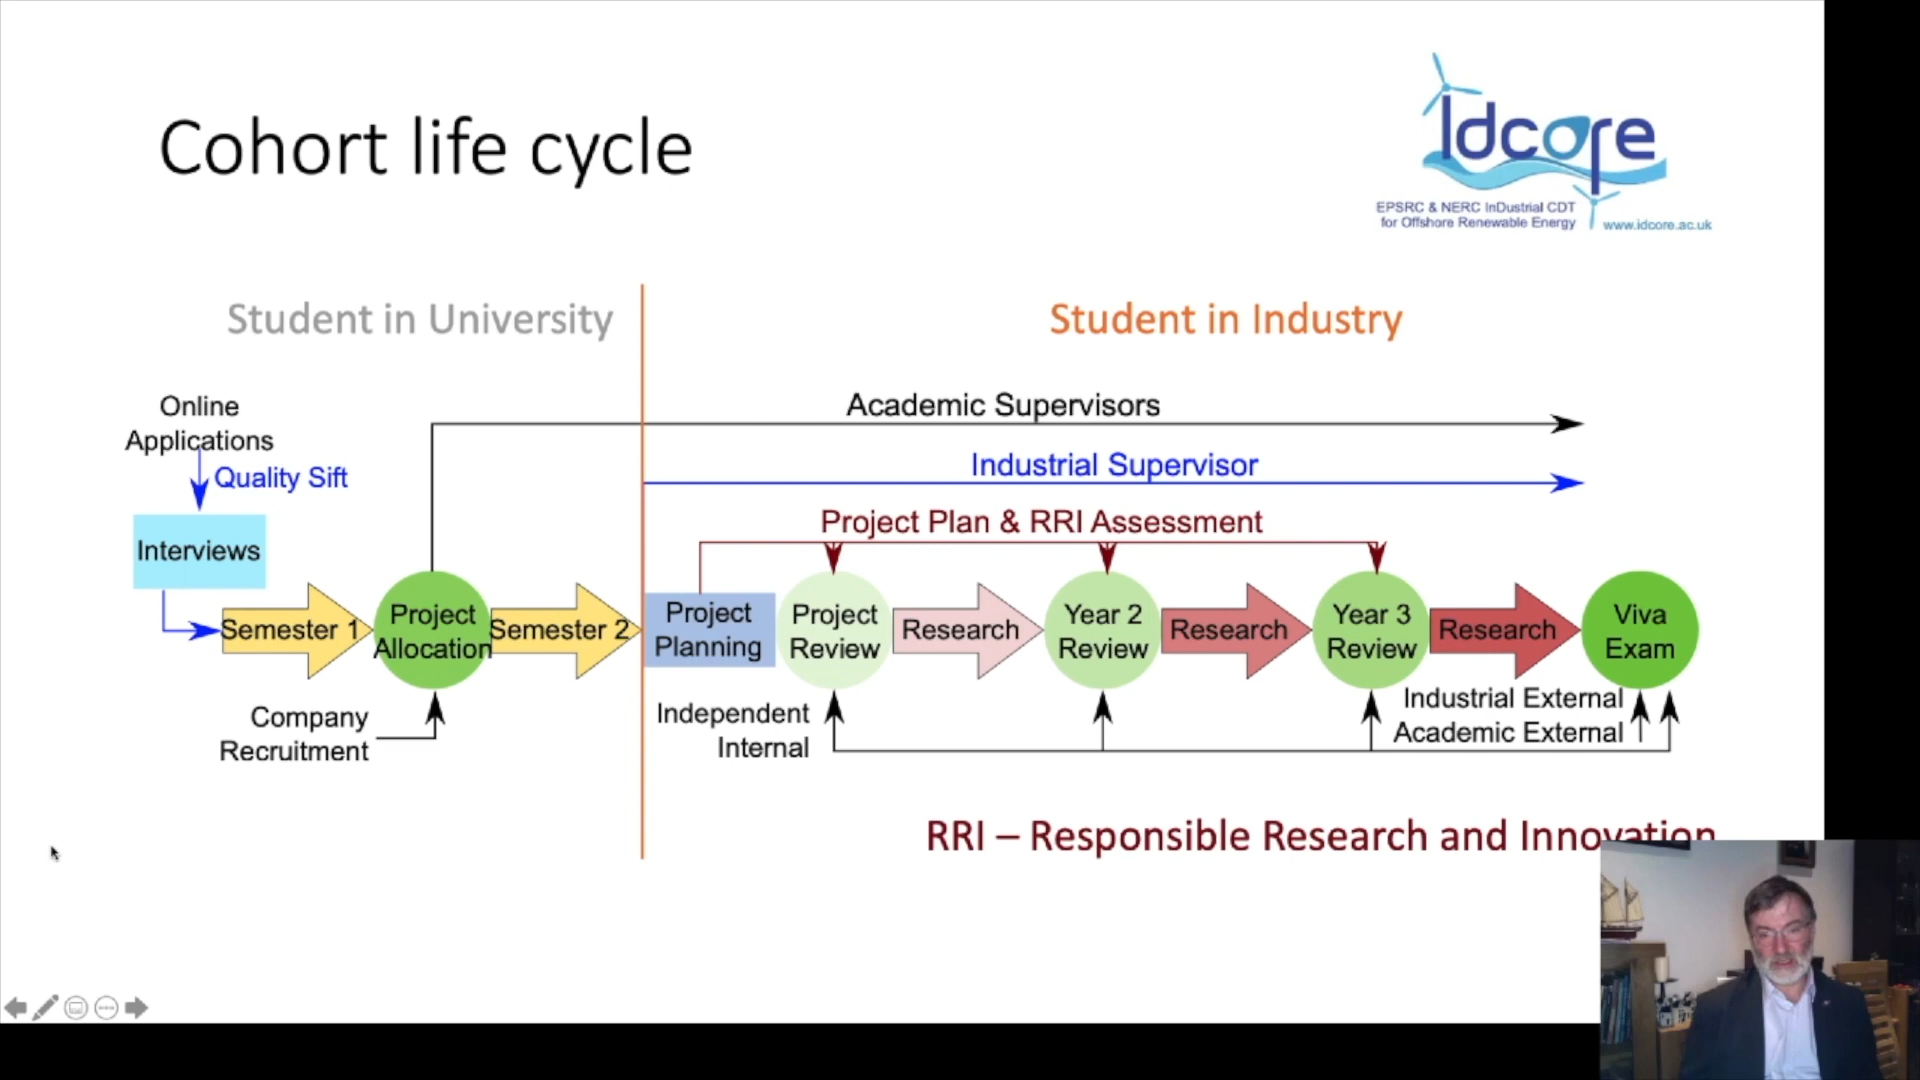 Cohort life cycle
Idcore
EPSRC & NERC InDustrial CDT
for Offshore Renewable Energy
www.idcore.ac.uk
Student in University
Student in Industry
Online
Applications
Quality Sift
Interviews
Academic Supervisors
Industrial Supervisor
Project Plan & RRI Assessment
Semester 1
Project
Allocation
Semester 2
Project
Planning
Project
Review
Research
Year 2
Review
Research
Year 3
Review
Research
Viva
Exam
Company
Recruitment
Independent
Internal
Industrial External
Academic External
RRI – Responsible Research and Innovation